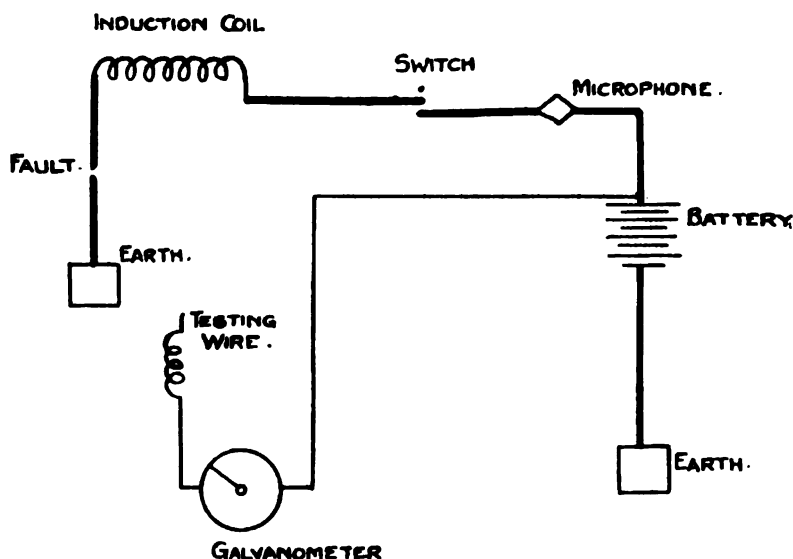 INDUCTION COIL
SWITCH
MICROPHONE.
FAULT.
BATTERY.
EARTH.
TESTING
WIRE.
EARTH.
GALVANOMETER